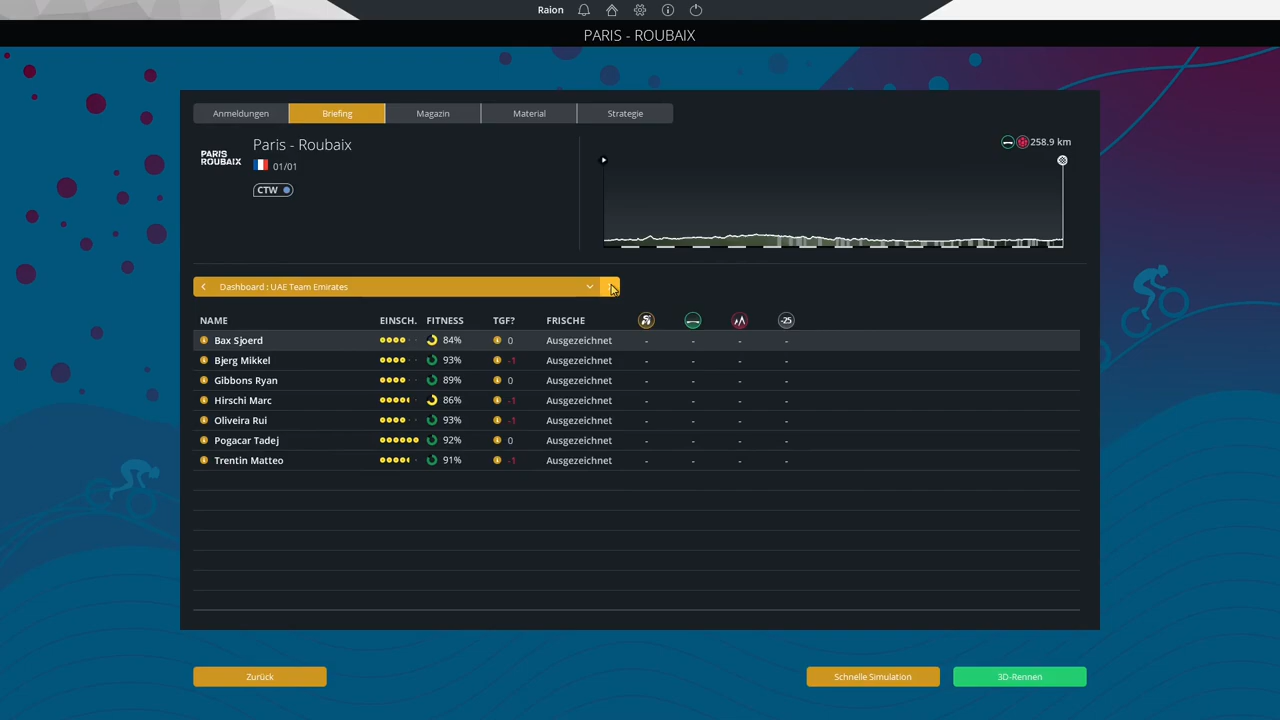 Raion
PARIS - ROUBAIX
Anmeldungen Briefing Magazin Material Strategie
PARIS ROUBAIX
Paris - Roubaix
01/01
CTW
258.9 km
Dashboard : UAE Team Emirates
NAME EINSCH. FITNESS TGF? FRISCHE -25
Bax Sjoerd 84% 0 Ausgezeichnet - - - -
Bjerg Mikkel 93% -1 Ausgezeichnet - - - -
Gibbons Ryan 89% 0 Ausgezeichnet - - - -
Hirschi Marc 86% -1 Ausgezeichnet - - - -
Oliveira Rui 93% -1 Ausgezeichnet - - - -
Pogacar Tadej 92% 0 Ausgezeichnet - - - -
Trentin Matteo 91% -1 Ausgezeichnet - - - -
Zurück Schnelle Simulation 3D-Rennen